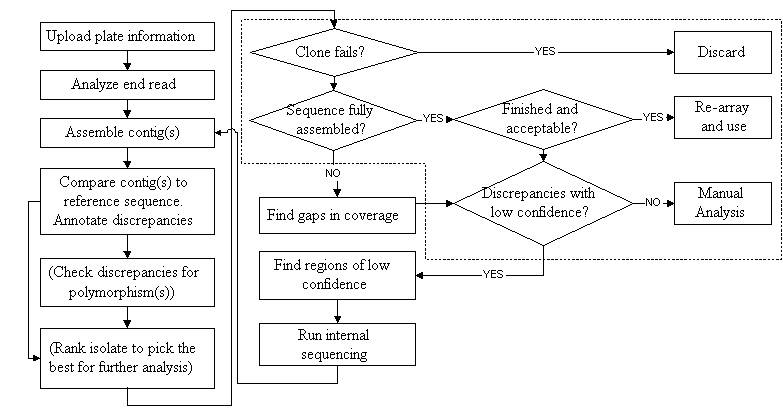 Upload plate information
Analyze end read
Assemble contig(s)
Compare contig(s) to
reference sequence.
Annotate discrepancies
(Check discrepancies for
polymorphism(s))
(Rank isolate to pick the
best for further analysis)
Clone fails?
YES
Discard
Sequence fully
assembled?
YES
Finished and
acceptable?
YES
Re-array
and use
NO
Find gaps in coverage
Discrepancies with
low confidence?
NO
Manual
Analysis
YES
Find regions of low
confidence
Run internal
sequencing